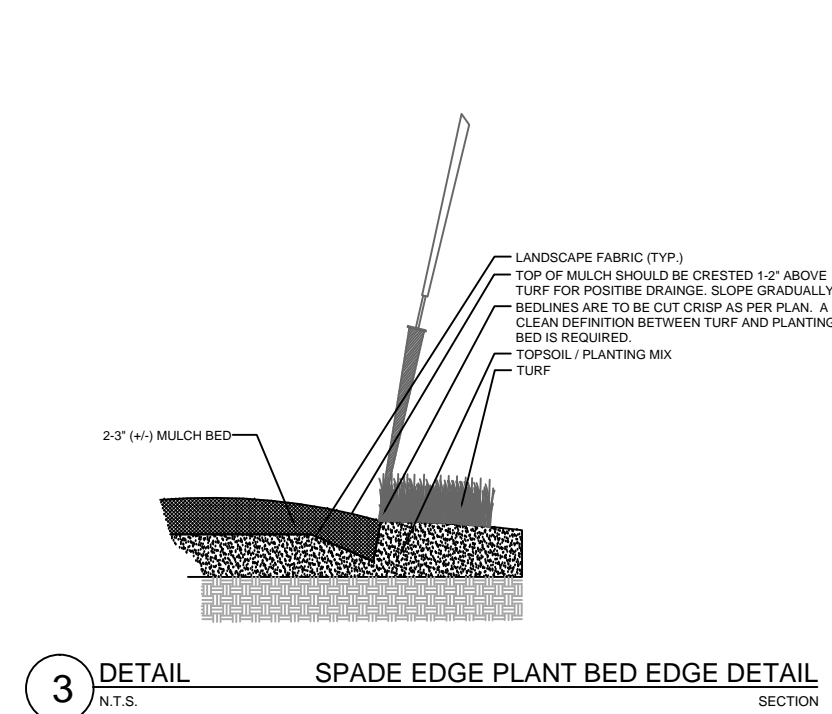 LANDSCAPE FABRIC (TYP.)
TOP OF MULCH SHOULD BE CRESTED 1-2" ABOVE
TURF FOR POSITIBE DRAINGE. SLOPE GRADUALLY
BEDLINES ARE TO BE CUT CRISP AS PER PLAN. A
CLEAN DEFINITION BETWEEN TURF AND PLANTING
BED IS REQUIRED.
TOPSOIL / PLANTING MIX
TURF
2-3" (+/-) MULCH BED
3
DETAIL
SPADE EDGE PLANT BED EDGE DETAIL
N.T.S.
SECTION